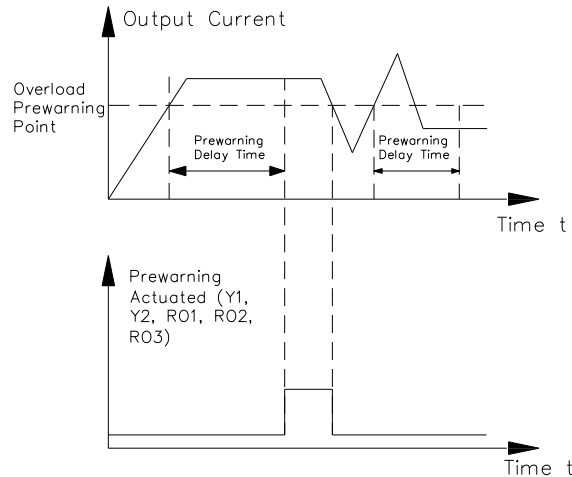 Output Current
Overload
Prewarning
Point
Prewarning
Delay Time
Prewarning
Delay Time
Time t
Prewarning
Actuated (Y1,
Y2, RO1, RO2,
RO3)
Time t